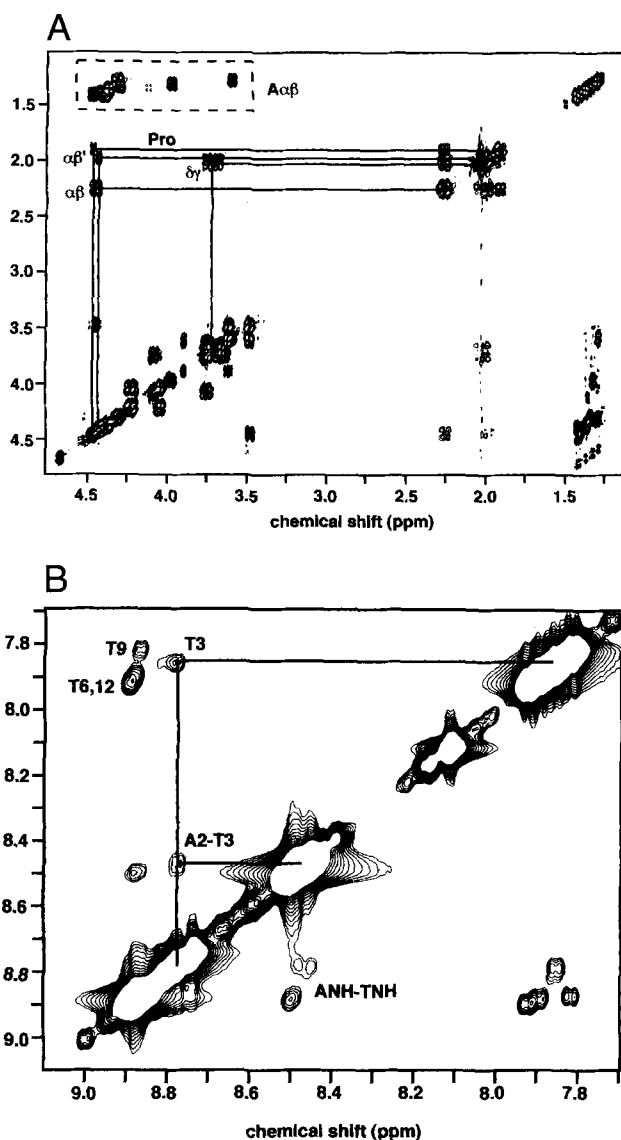 A
Aαβ
1.5
Pro
αβ'
2.0
δγ
αβ
2.5
3.0
3.5
4.0
4.5
4.5 4.0 3.5 3.0 2.5 2.0 1.5
chemical shift (ppm)
B
7.8
T9 T3
T6,12
8.0
8.2
8.4
A2-T3
8.6
8.8
ANH-TNH
9.0
9.0 8.8 8.6 8.4 8.2 8.0 7.8
chemical shift (ppm)